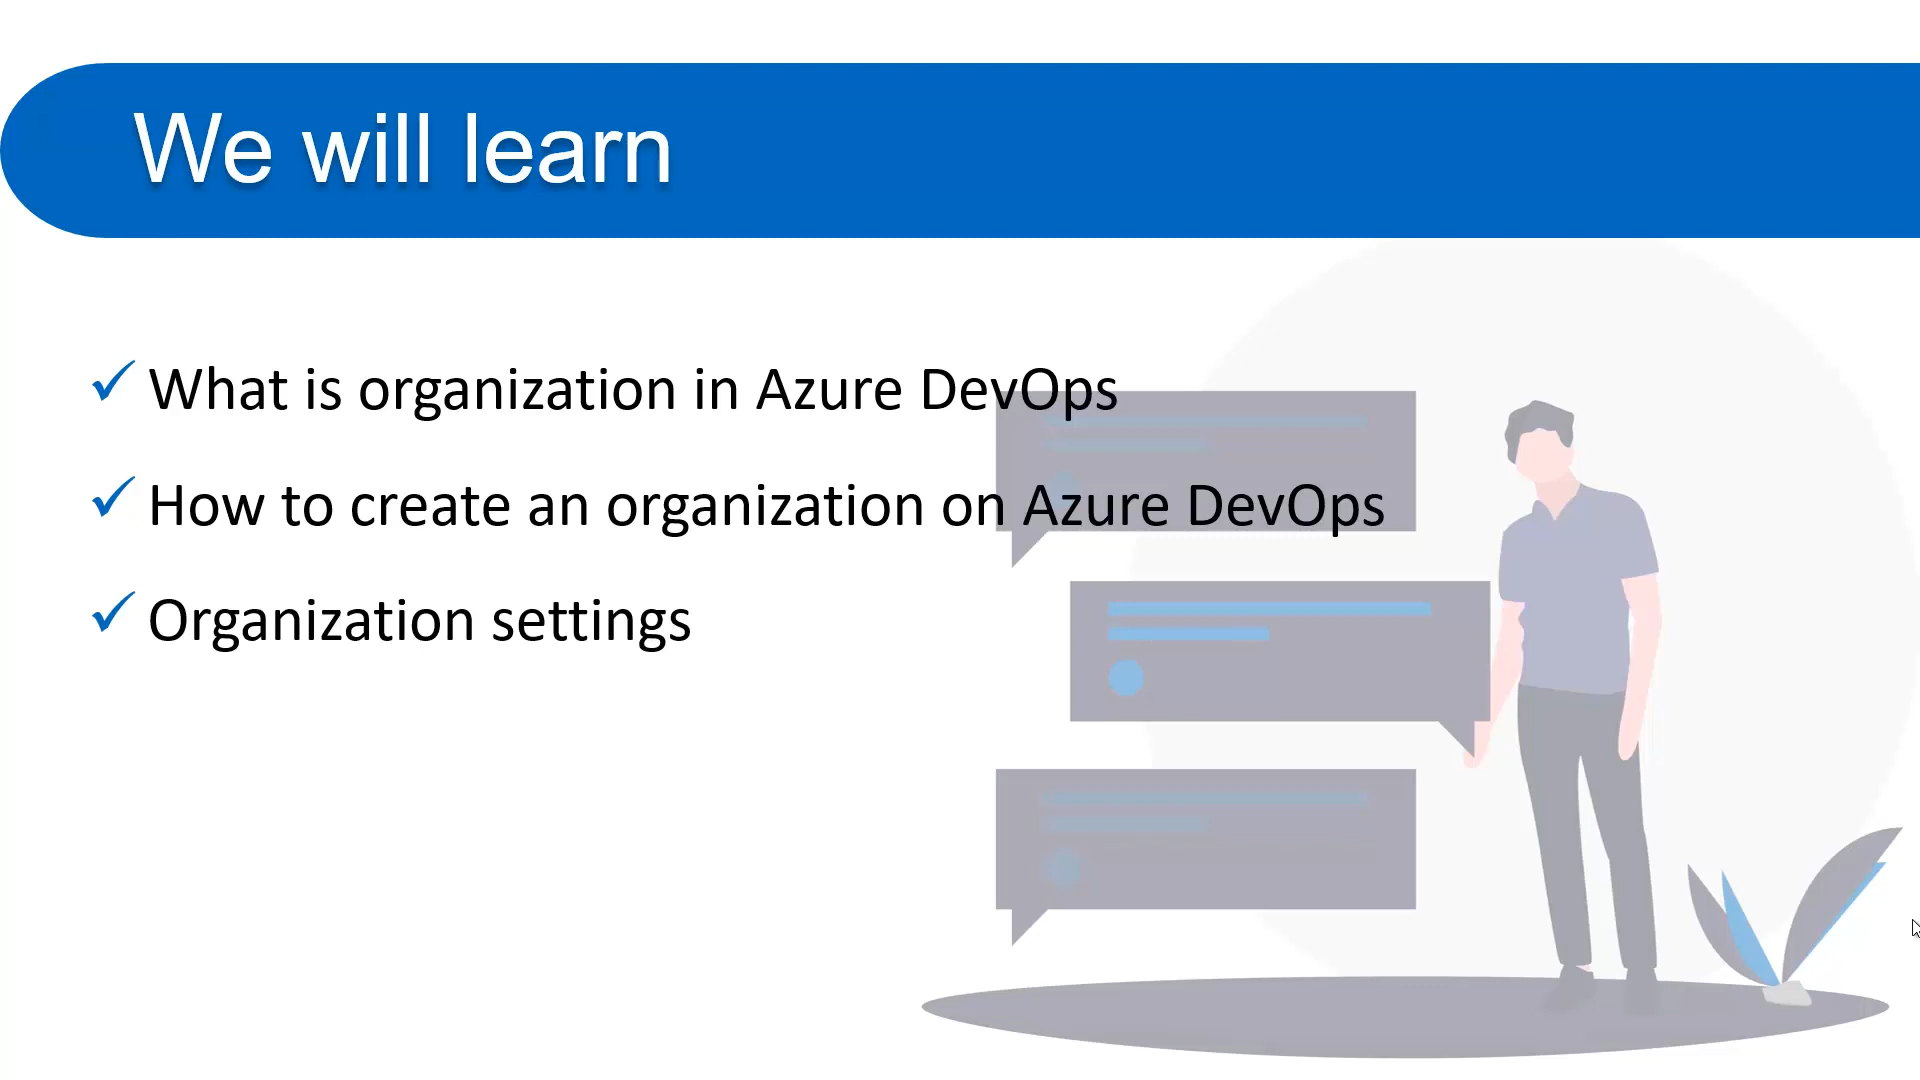 We will learn
What is organization in Azure DevOps
How to create an organization on Azure DevOps
Organization settings